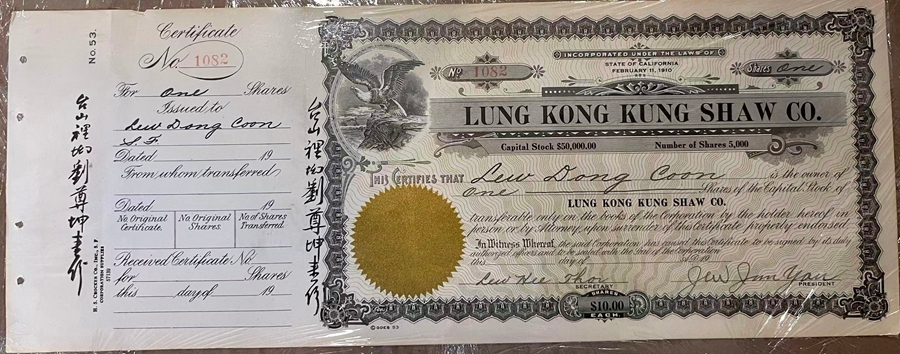 No. 53.
Certificate
No. 1082
For one Shares
Issued to
Lew Dong Coon
S.F.
Dated 19
From whom transferred
Dated 19
No. Original Certificate.
No. Original Shares.
No. of Shares Transferred.
Received Certificate No.
for Shares
this day of 19
H. S. CROCKER CO., INC., S. F.
CORPORATION SUPPLIES
台山裡坳劉尊坤
台山裡坳劉尊坤
INCORPORATED UNDER THE LAWS OF
STATE OF CALIFORNIA
FEBRUARY 11, 1910
No 1082
Shares One
LUNG KONG KUNG SHAW CO.
Capital Stock $50,000.00
Number of Shares 5,000
THIS CERTIFIES THAT Lew Dong Coon is the owner of
One Shares of the Capital Stock of
LUNG KONG KUNG SHAW CO.
transferable only on the books of the Corporation by the holder hereof in
person or by Attorney, upon surrender of this Certificate properly endorsed.
In Witness Whereof, the said Corporation has caused this Certificate to be signed by its duly
authorized officers and to be sealed with the Seal of the Corporation
day of A.D. 19
Lew Hee Thou
SECRETARY
Jew Jun Yan
PRESIDENT
SHARES
$10.00
EACH
© GOES 53